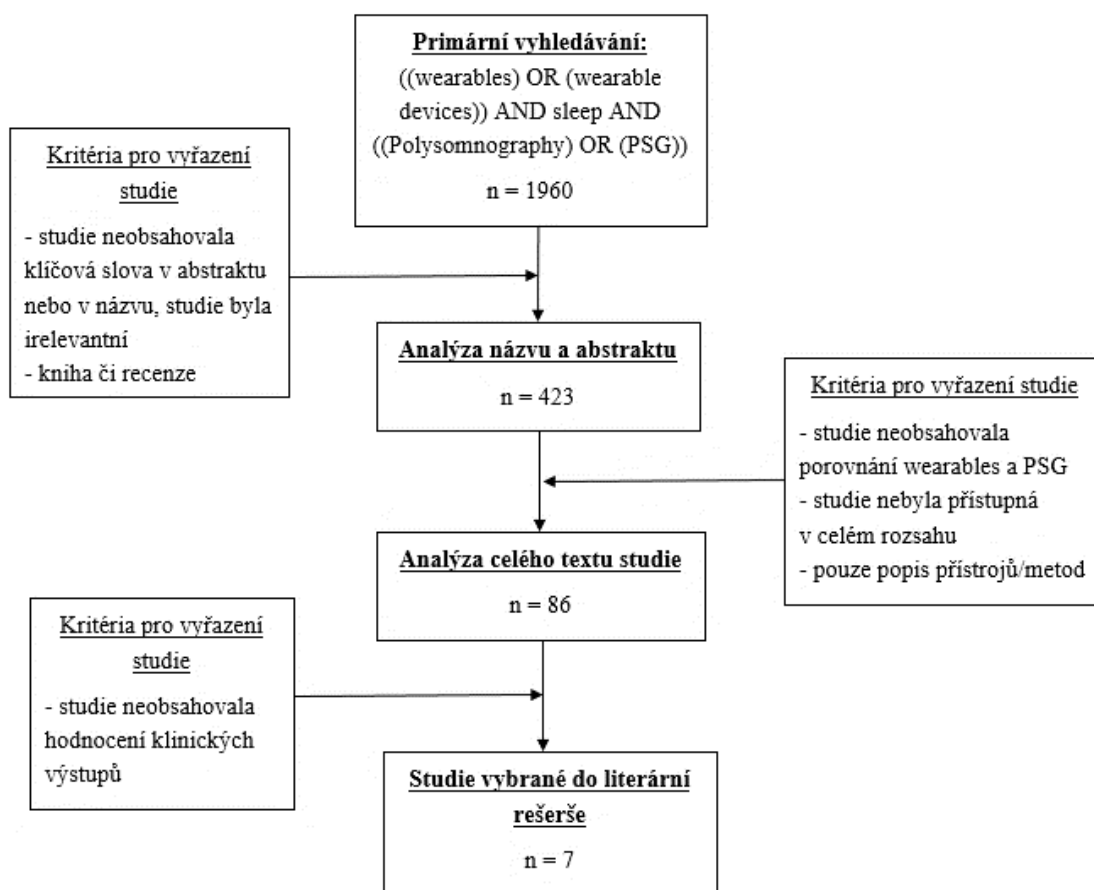 Primární vyhledávání:
((wearables) OR (wearable
devices)) AND sleep AND
((Polysomnography) OR (PSG))
n = 1960
Kritéria pro vyřazení
studie
- studie neobsahovala
klíčová slova v abstraktu
nebo v názvu, studie byla
irelevantní
- kniha či recenze
Analýza názvu a abstraktu
n = 423
Kritéria pro vyřazení studie
- studie neobsahovala
porovnání wearables a PSG
- studie nebyla přístupná
v celém rozsahu
- pouze popis přístrojů/metod
Analýza celého textu studie
n = 86
Kritéria pro vyřazení
studie
- studie neobsahovala
hodnocení klinických
výstupů
Studie vybrané do literární
rešerše
n = 7